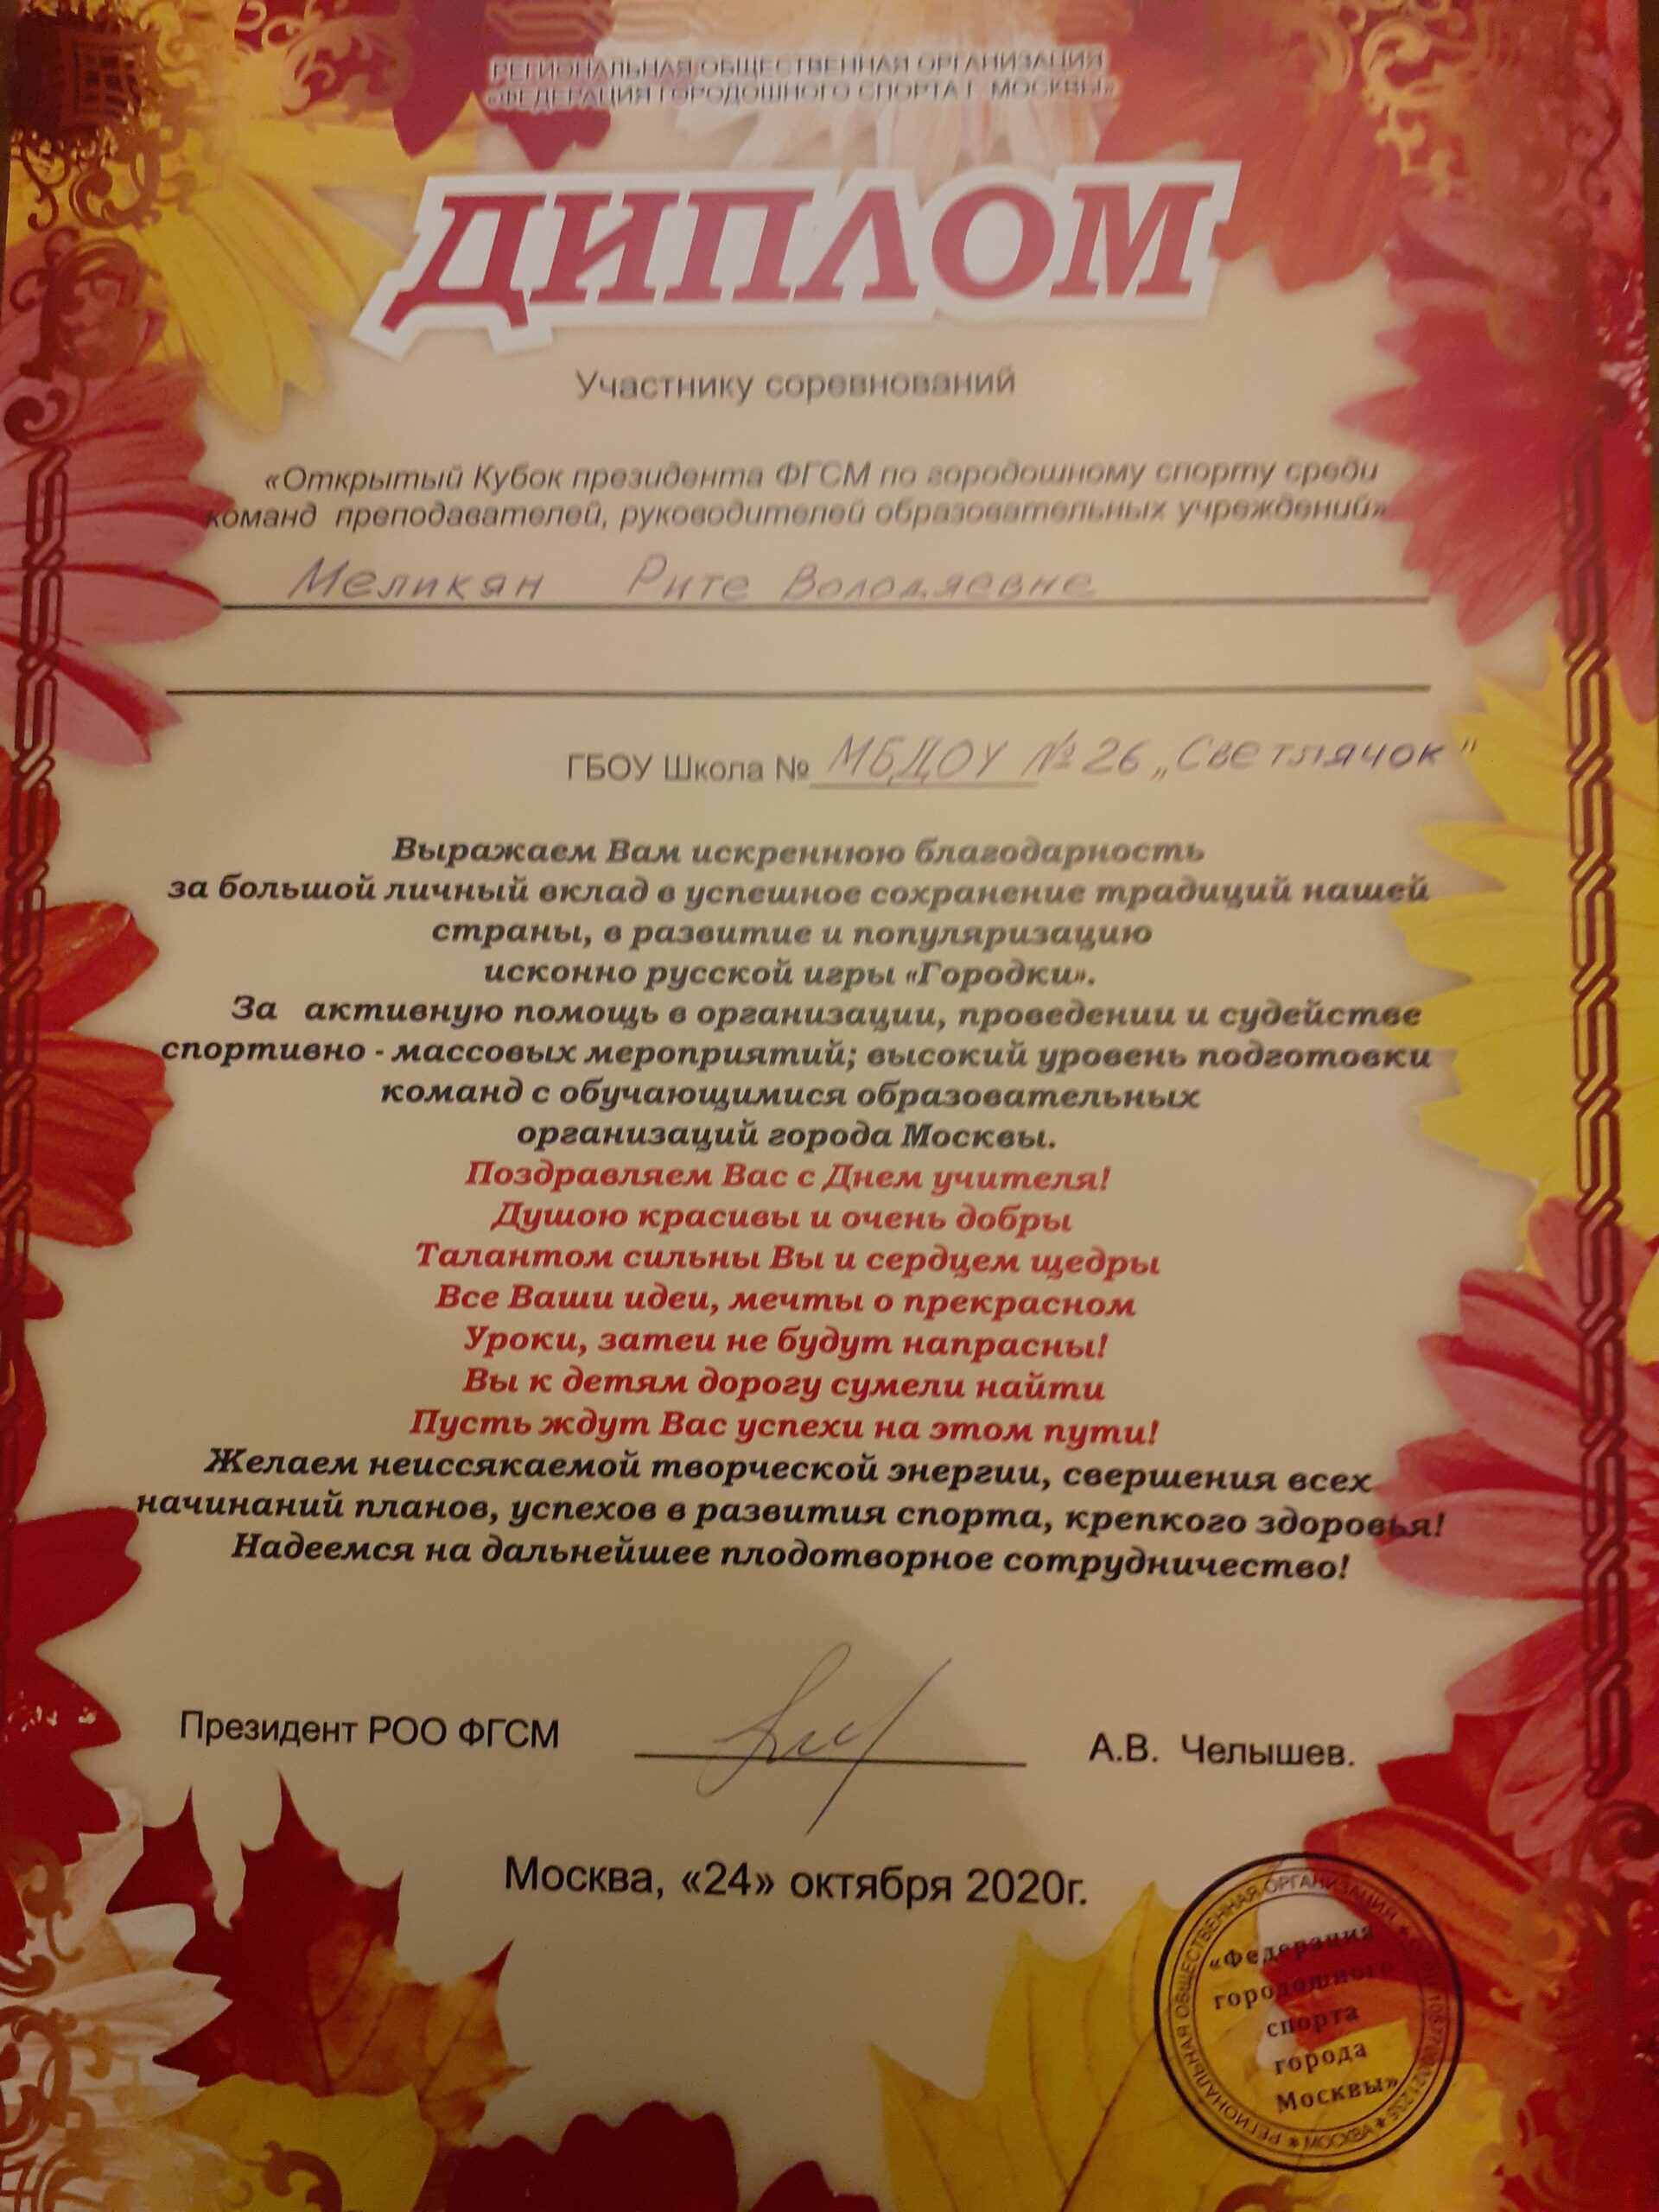 РЕГИОНАЛЬНАЯ ОБЩЕСТВЕННАЯ ОРГАНИЗАЦИЯ
«ФЕДЕРАЦИЯ ГОРОДОШНОГО СПОРТА Г. МОСКВЫ»
ДИПЛОМ
Участнику соревнований
«Открытый Кубок президента ФГСМ по городошному спорту среди
команд преподавателей, руководителей образовательных учреждений»
Меликян Рите Володяевне
ГБОУ Школа № МБДОУ № 26 „Светлячок"
Выражаем Вам искреннюю благодарность
за большой личный вклад в успешное сохранение традиций нашей
страны, в развитие и популяризацию
исконно русской игры «Городки».
За активную помощь в организации, проведении и судействе
спортивно - массовых мероприятий; высокий уровень подготовки
команд с обучающимися образовательных
организаций города Москвы.
Поздравляем Вас с Днем учителя!
Душою красивы и очень добры
Талантом сильны Вы и сердцем щедры
Все Ваши идеи, мечты о прекрасном
Уроки, затеи не будут напрасны!
Вы к детям дорогу сумели найти
Пусть ждут Вас успехи на этом пути!
Желаем неиссякаемой творческой энергии, свершения всех
начинаний планов, успехов в развития спорта, крепкого здоровья!
Надеемся на дальнейшее плодотворное сотрудничество!
Президент РОО ФГСМ
А.В. Челышев.
Москва, «24» октября 2020г.
РЕГИОНАЛЬНАЯ ОБЩЕСТВЕННАЯ ОРГАНИЗАЦИЯ
МОСКВА
«Федерация
городошного
спорта
города
Москвы»